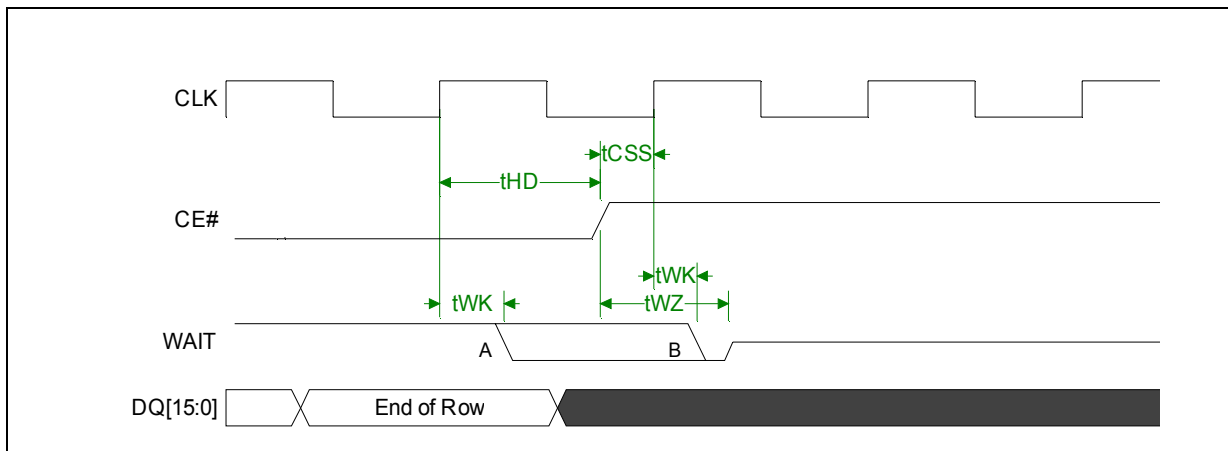 CLK
tCSS
tHD
CE#
tWK
tWK
tWZ
WAIT
A
B
DQ[15:0]
End of Row